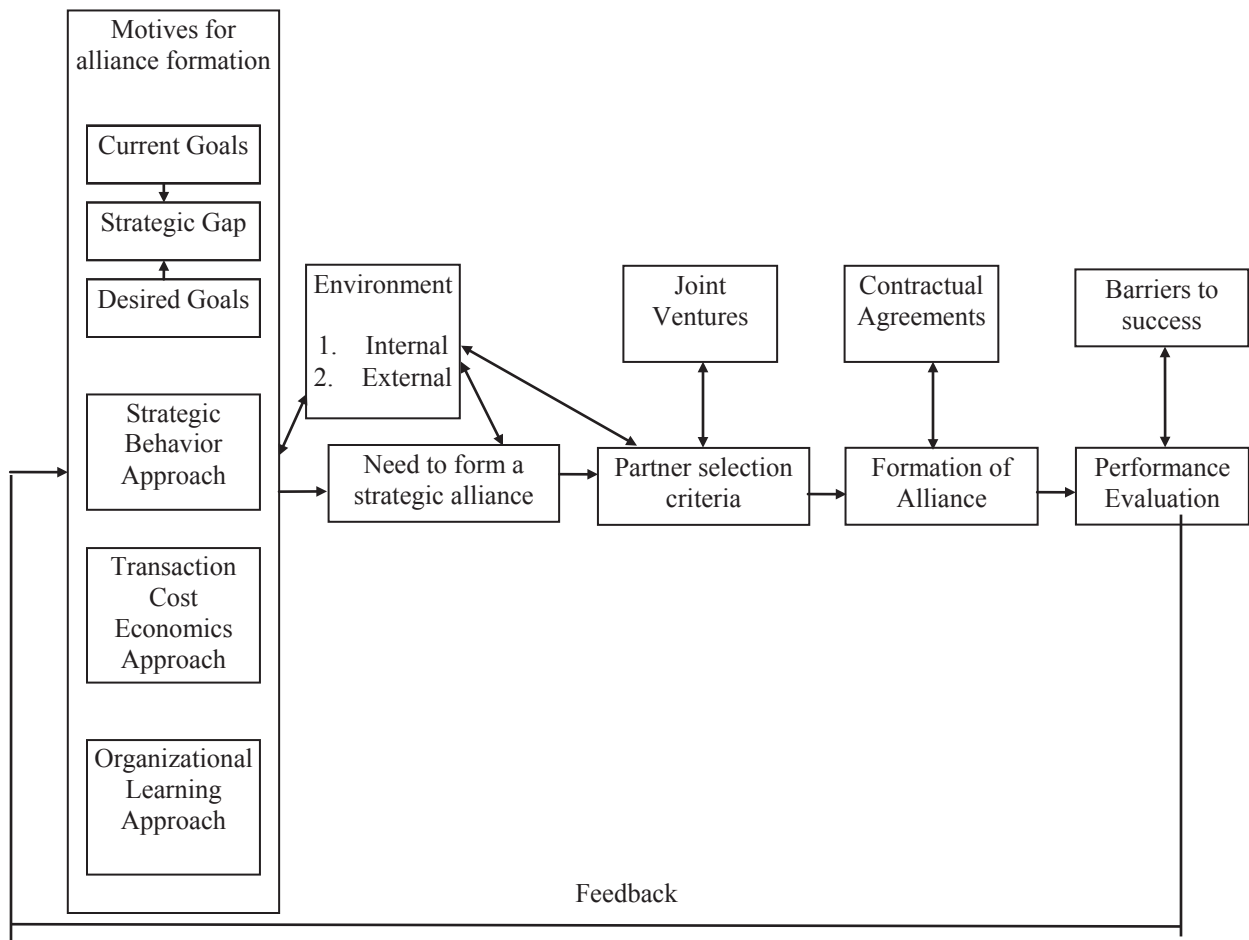 Motives for
alliance formation
Current Goals
Strategic Gap
Desired Goals
Strategic
Behavior
Approach
Transaction
Cost
Economics
Approach
Organizational
Learning
Approach
Environment
1. Internal
2. External
Need to form a
strategic alliance
Joint
Ventures
Partner selection
criteria
Contractual
Agreements
Formation of
Alliance
Barriers to
success
Performance
Evaluation
Feedback